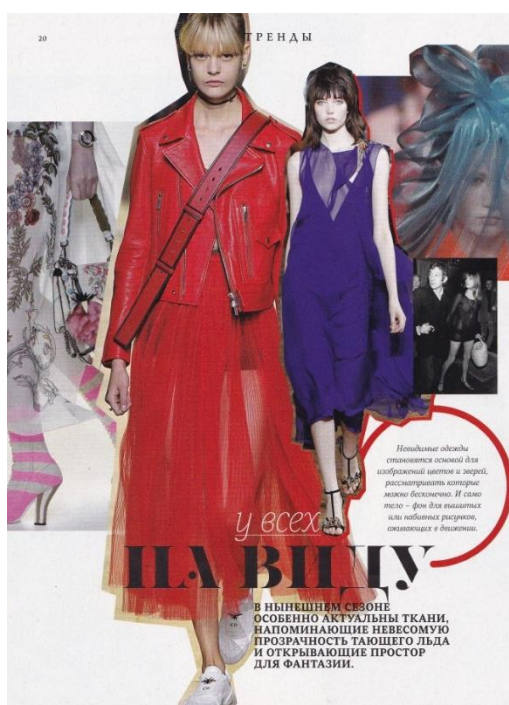 20
ТРЕНДЫ
Невидимые одежды
становятся основой для
изображений цветов и зверей,
рассматривать которые
можно бесконечно. И само
тело – фон для вышитых
или набивных рисунков,
оживающих в движении.
у всех
НА ВИДУ
В НЫНЕШНЕМ СЕЗОНЕ
ОСОБЕННО АКТУАЛЬНЫ ТКАНИ,
НАПОМИНАЮЩИЕ НЕВЕСОМУЮ
ПРОЗРАЧНОСТЬ ТАЮЩЕГО ЛЬДА
И ОТКРЫВАЮЩИЕ ПРОСТОР
ДЛЯ ФАНТАЗИИ.